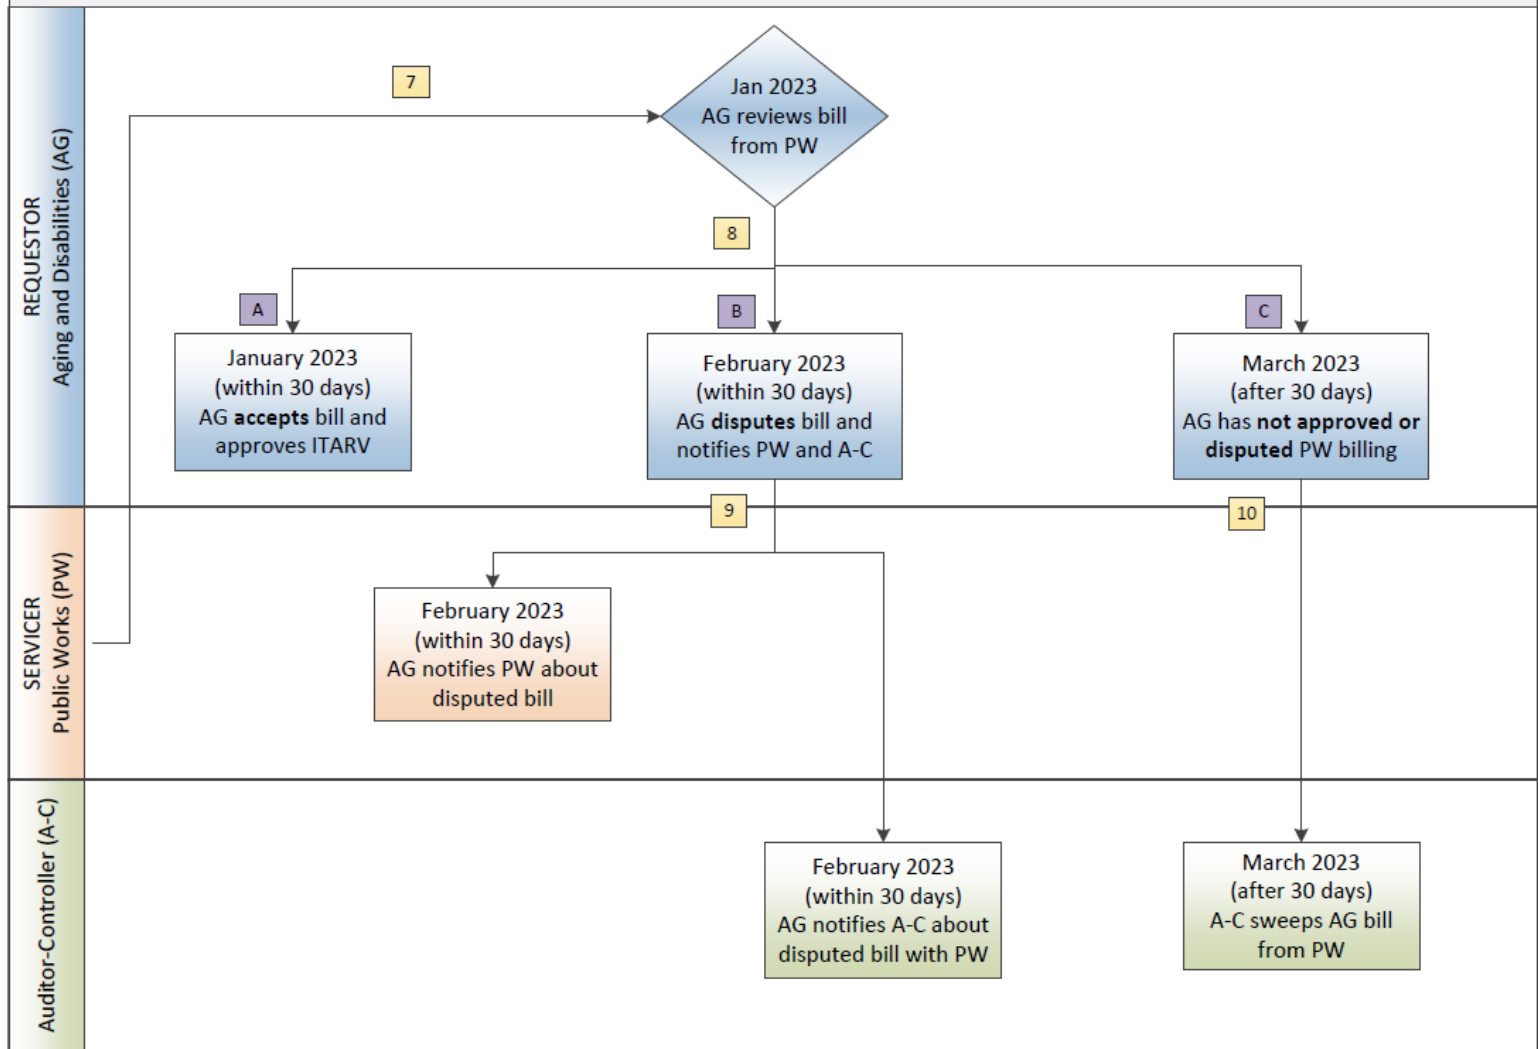 REQUESTOR
Aging and Disabilities (AG)
7
Jan 2023
AG reviews bill
from PW
8
A
January 2023
(within 30 days)
AG accepts bill and
approves ITARV
B
February 2023
(within 30 days)
AG disputes bill and
notifies PW and A-C
C
March 2023
(after 30 days)
AG has not approved or
disputed PW billing
SERVICER
Public Works (PW)
9
10
February 2023
(within 30 days)
AG notifies PW about
disputed bill
Auditor-Controller (A-C)
February 2023
(within 30 days)
AG notifies A-C about
disputed bill with PW
March 2023
(after 30 days)
A-C sweeps AG bill
from PW